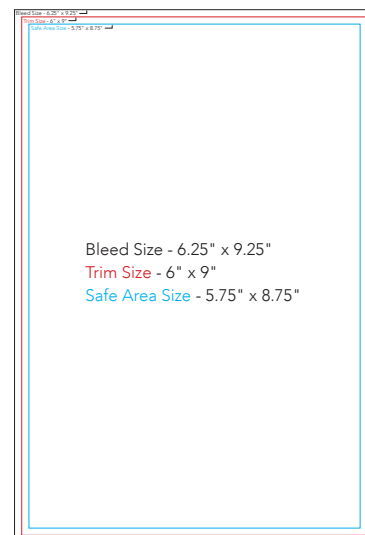 Bleed Size - 6.25" x 9.25"
Trim Size - 6" x 9"
Safe Area Size - 5.75" x 8.75"
Bleed Size - 6.25" x 9.25"
Trim Size - 6" x 9"
Safe Area Size - 5.75" x 8.75"